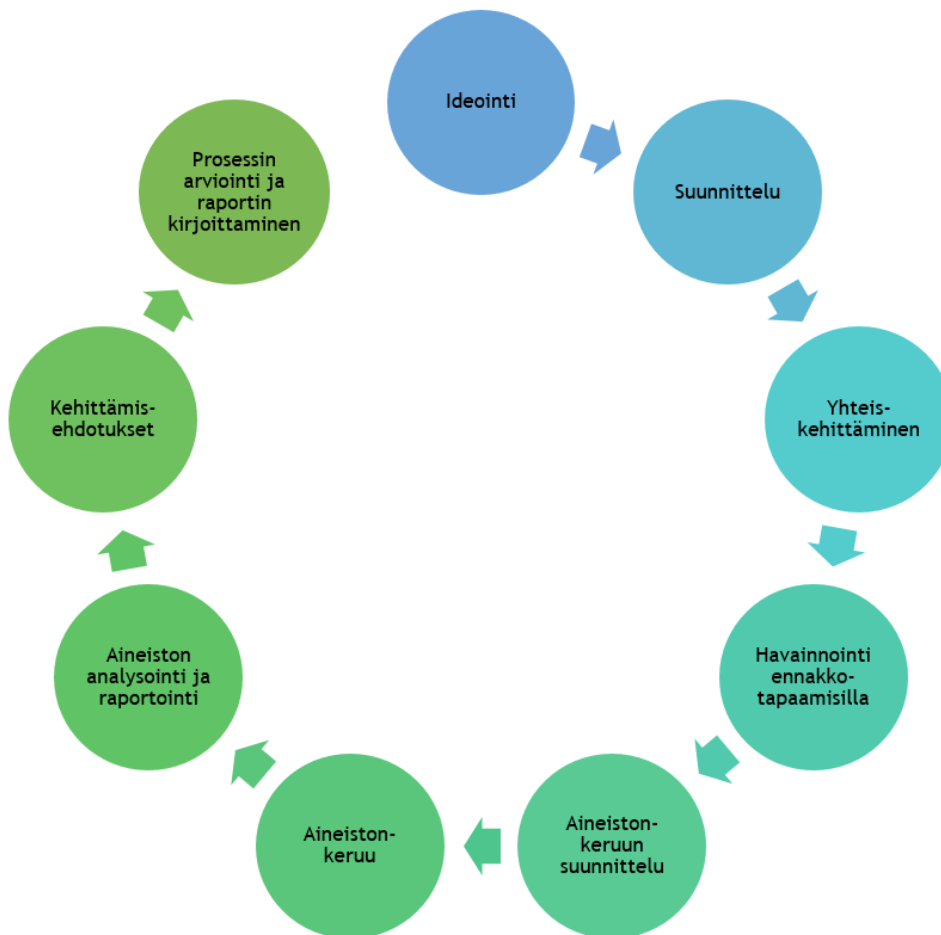 Ideointi
Suunnittelu
Yhteis-
kehittäminen
Havainnointi
ennakko-
tapaamisilla
Aineiston-
keruun
suunnittelu
Aineiston-
keruu
Aineiston
analysointi ja
raportointi
Kehittämis-
ehdotukset
Prosessin
arviointi ja
raportin
kirjoittaminen